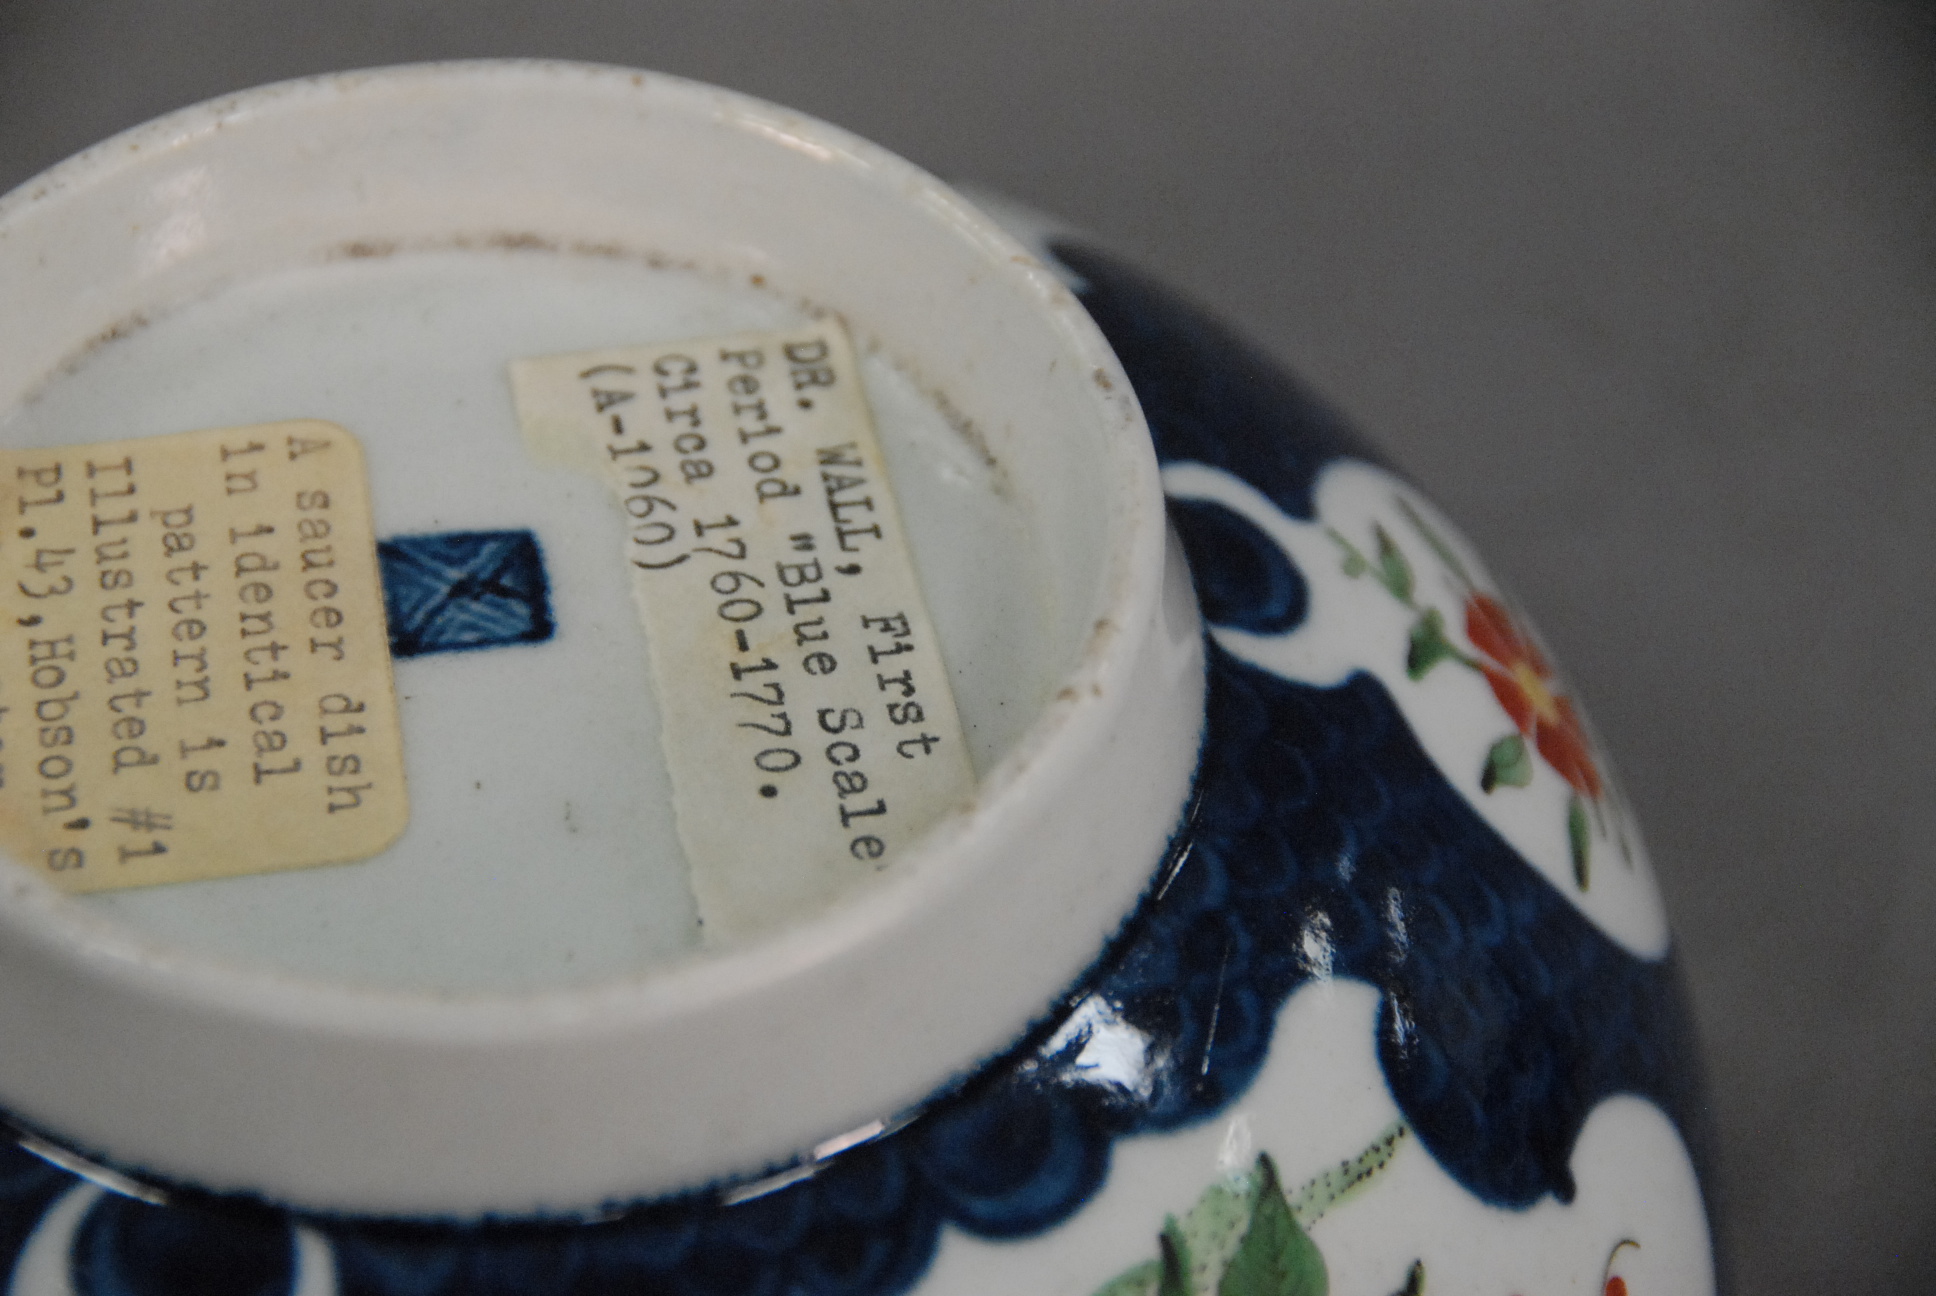 DR. WALL, First
Period "Blue Scale
Circa 1760-1770.
(A-1060)
A saucer dish
in identical
pattern is
Illustrated #1
Pl.43,Hobson's